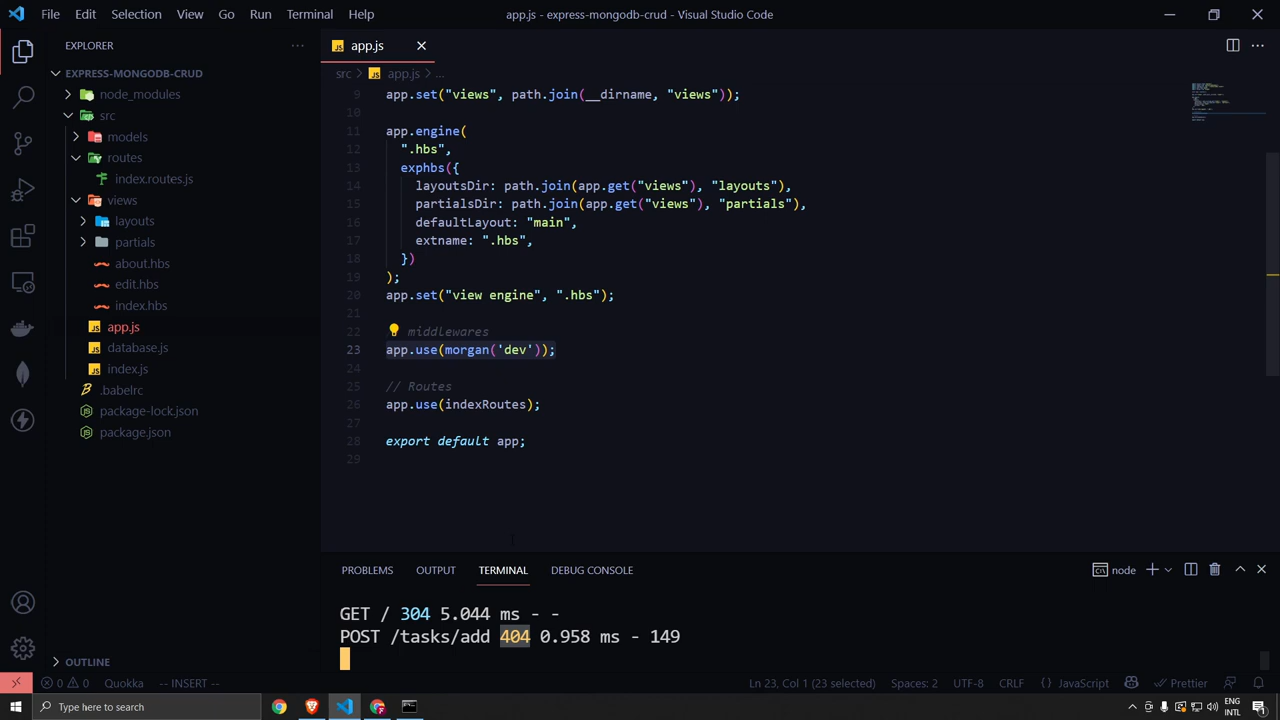 File Edit Selection View Go Run Terminal Help
app.js - express-mongodb-crud - Visual Studio Code
EXPLORER
EXPRESS-MONGODB-CRUD
node_modules
src
models
routes
index.routes.js
views
layouts
partials
about.hbs
edit.hbs
index.hbs
JS app.js
JS database.js
JS index.js
.babelrc
package-lock.json
package.json
OUTLINE
JS app.js
src > JS app.js > ...
9 app.set("views", path.join(__dirname, "views"));
10
11 app.engine(
12 ".hbs",
13 exphbs({
14 layoutsDir: path.join(app.get("views"), "layouts"),
15 partialsDir: path.join(app.get("views"), "partials"),
16 defaultLayout: "main",
17 extname: ".hbs",
18 })
19 );
20 app.set("view engine", ".hbs");
21
22 middlewares
23 app.use(morgan('dev'));
24
25 // Routes
26 app.use(indexRoutes);
27
28 export default app;
29
PROBLEMS OUTPUT TERMINAL DEBUG CONSOLE
node
GET / 304 5.044 ms - -
POST /tasks/add 404 0.958 ms - 149
0 0 Quokka -- INSERT --
Ln 23, Col 1 (23 selected) Spaces: 2 UTF-8 CRLF {} JavaScript Prettier
Type here to search
ENG
INTL